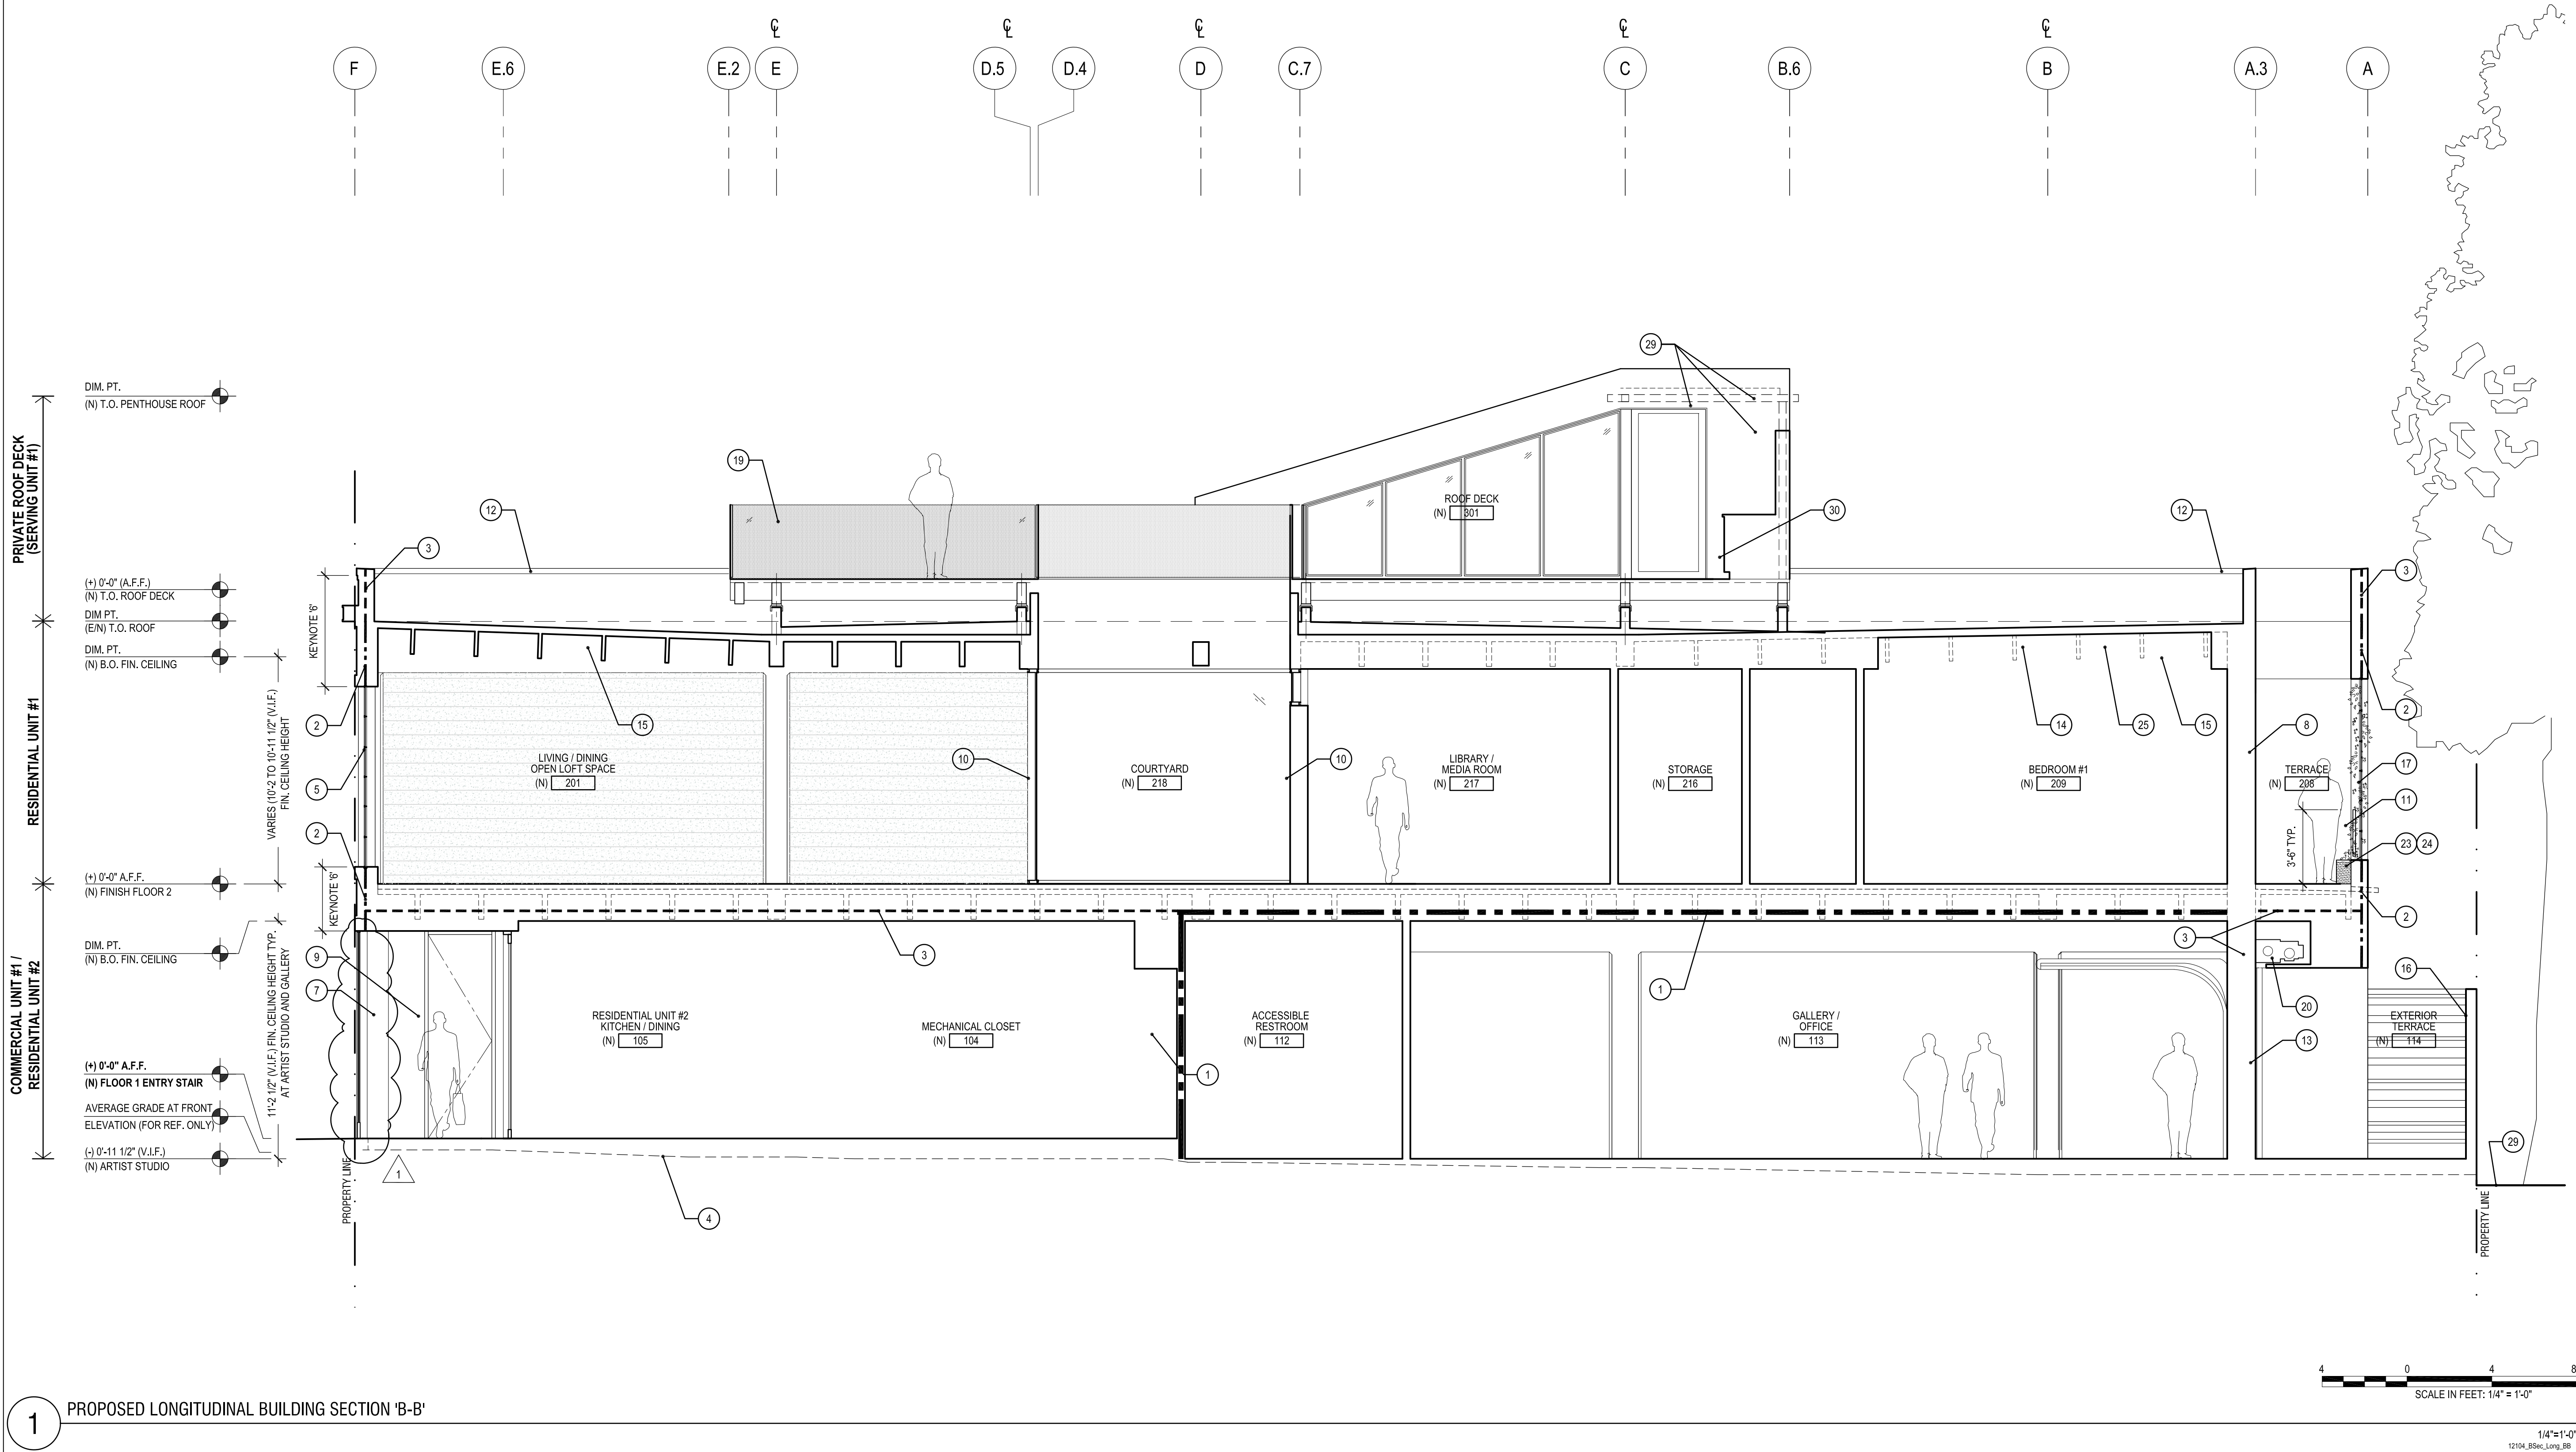 ℄ ℄ ℄ ℄ ℄
F E.6 E.2 E D.5 D.4 D C.7 C B.6 B A.3 A
29
PRIVATE ROOF DECK
(SERVING UNIT #1)
DIM. PT.
(N) T.O. PENTHOUSE ROOF
19
12
ROOF DECK
(N) 301
30
12
3
3
(+) 0'-0" (A.F.F.)
(N) T.O. ROOF DECK
DIM PT.
(E/N) T.O. ROOF
DIM. PT.
(N) B.O. FIN. CEILING
KEYNOTE '6'
RESIDENTIAL UNIT #1
VARIES (10'-2 TO 10'-11 1/2" (V.I.F.)
FIN. CEILING HEIGHT
2
15
14
25
15
8
2
5
LIVING / DINING
OPEN LOFT SPACE
(N) 201
10
COURTYARD
(N) 218
10
LIBRARY /
MEDIA ROOM
(N) 217
STORAGE
(N) 216
BEDROOM #1
(N) 209
TERRACE
(N) 208
17
11
3'-6" TYP.
23 24
2
(+) 0'-0" A.F.F.
(N) FINISH FLOOR 2
KEYNOTE '6'
2
COMMERCIAL UNIT #1 /
RESIDENTIAL UNIT #2
DIM. PT.
(N) B.O. FIN. CEILING
11'-2 1/2" (V.I.F.) FIN. CEILING HEIGHT TYP.
AT ARTIST STUDIO AND GALLERY
9
7
3
3
1
16
20
RESIDENTIAL UNIT #2
KITCHEN / DINING
(N) 105
MECHANICAL CLOSET
(N) 104
ACCESSIBLE
RESTROOM
(N) 112
GALLERY /
OFFICE
(N) 113
EXTERIOR
TERRACE
(N) 114
13
1
(+) 0'-0" A.F.F.
(N) FLOOR 1 ENTRY STAIR
AVERAGE GRADE AT FRONT
ELEVATION (FOR REF. ONLY)
(-) 0'-11 1/2" (V.I.F.)
(N) ARTIST STUDIO
29
1
4
PROPERTY LINE
PROPERTY LINE
4 0 4 8
SCALE IN FEET: 1/4" = 1'-0"
1 PROPOSED LONGITUDINAL BUILDING SECTION 'B-B'
1/4"=1'-0"
12104_BSec_Long_BB